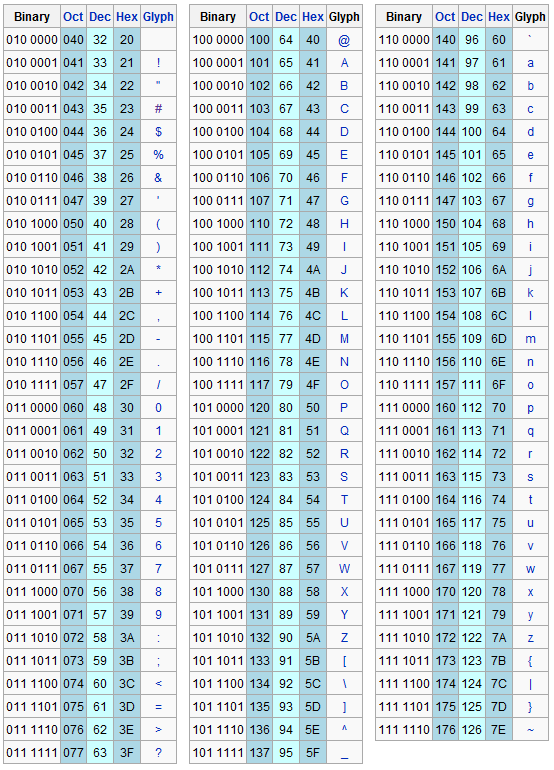 Binary Oct Dec Hex Glyph
010 0000 040 32 20
010 0001 041 33 21 !
010 0010 042 34 22 "
010 0011 043 35 23 #
010 0100 044 36 24 $
010 0101 045 37 25 %
010 0110 046 38 26 &
010 0111 047 39 27 '
010 1000 050 40 28 (
010 1001 051 41 29 )
010 1010 052 42 2A *
010 1011 053 43 2B +
010 1100 054 44 2C ,
010 1101 055 45 2D -
010 1110 056 46 2E .
010 1111 057 47 2F /
011 0000 060 48 30 0
011 0001 061 49 31 1
011 0010 062 50 32 2
011 0011 063 51 33 3
011 0100 064 52 34 4
011 0101 065 53 35 5
011 0110 066 54 36 6
011 0111 067 55 37 7
011 1000 070 56 38 8
011 1001 071 57 39 9
011 1010 072 58 3A :
011 1011 073 59 3B ;
011 1100 074 60 3C <
011 1101 075 61 3D =
011 1110 076 62 3E >
011 1111 077 63 3F ?
Binary Oct Dec Hex Glyph
100 0000 100 64 40 @
100 0001 101 65 41 A
100 0010 102 66 42 B
100 0011 103 67 43 C
100 0100 104 68 44 D
100 0101 105 69 45 E
100 0110 106 70 46 F
100 0111 107 71 47 G
100 1000 110 72 48 H
100 1001 111 73 49 I
100 1010 112 74 4A J
100 1011 113 75 4B K
100 1100 114 76 4C L
100 1101 115 77 4D M
100 1110 116 78 4E N
100 1111 117 79 4F O
101 0000 120 80 50 P
101 0001 121 81 51 Q
101 0010 122 82 52 R
101 0011 123 83 53 S
101 0100 124 84 54 T
101 0101 125 85 55 U
101 0110 126 86 56 V
101 0111 127 87 57 W
101 1000 130 88 58 X
101 1001 131 89 59 Y
101 1010 132 90 5A Z
101 1011 133 91 5B [
101 1100 134 92 5C \
101 1101 135 93 5D ]
101 1110 136 94 5E ^
101 1111 137 95 5F _
Binary Oct Dec Hex Glyph
110 0000 140 96 60 `
110 0001 141 97 61 a
110 0010 142 98 62 b
110 0011 143 99 63 c
110 0100 144 100 64 d
110 0101 145 101 65 e
110 0110 146 102 66 f
110 0111 147 103 67 g
110 1000 150 104 68 h
110 1001 151 105 69 i
110 1010 152 106 6A j
110 1011 153 107 6B k
110 1100 154 108 6C l
110 1101 155 109 6D m
110 1110 156 110 6E n
110 1111 157 111 6F o
111 0000 160 112 70 p
111 0001 161 113 71 q
111 0010 162 114 72 r
111 0011 163 115 73 s
111 0100 164 116 74 t
111 0101 165 117 75 u
111 0110 166 118 76 v
111 0111 167 119 77 w
111 1000 170 120 78 x
111 1001 171 121 79 y
111 1010 172 122 7A z
111 1011 173 123 7B {
111 1100 174 124 7C |
111 1101 175 125 7D }
111 1110 176 126 7E ~